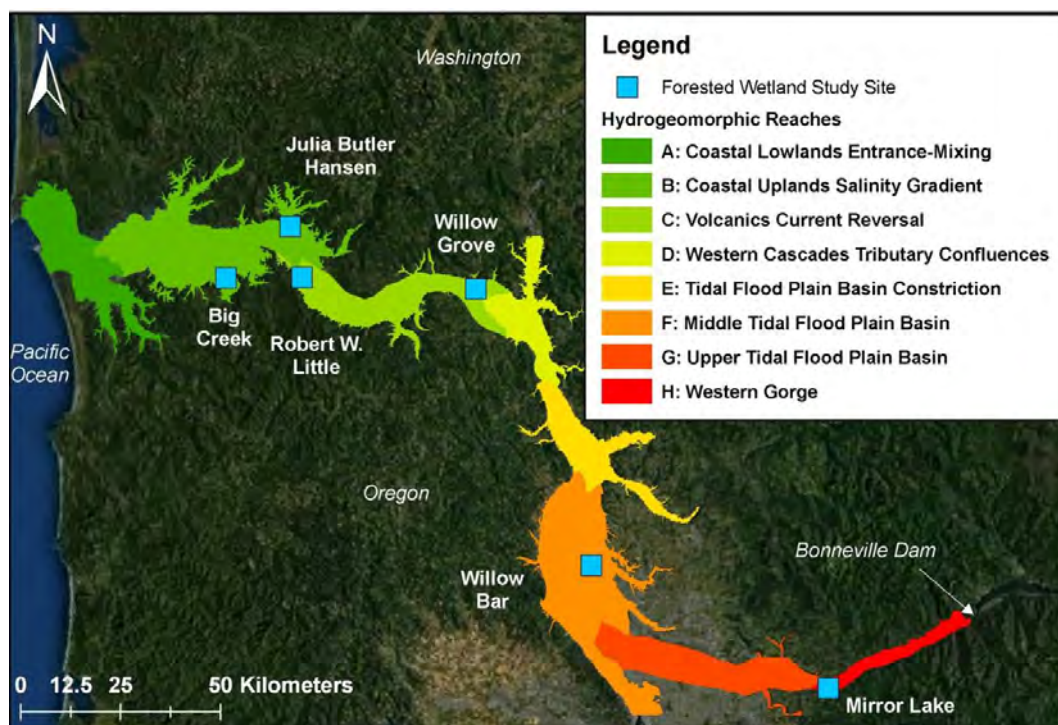 N
Washington
Julia Butler
Hansen
Willow
Grove
Big
Creek
Robert W.
Little
Pacific
Ocean
Oregon
Willow
Bar
Bonneville Dam
Mirror Lake
0 12.5 25 50 Kilometers
Legend
Forested Wetland Study Site
Hydrogeomorphic Reaches
A: Coastal Lowlands Entrance-Mixing
B: Coastal Uplands Salinity Gradient
C: Volcanics Current Reversal
D: Western Cascades Tributary Confluences
E: Tidal Flood Plain Basin Constriction
F: Middle Tidal Flood Plain Basin
G: Upper Tidal Flood Plain Basin
H: Western Gorge